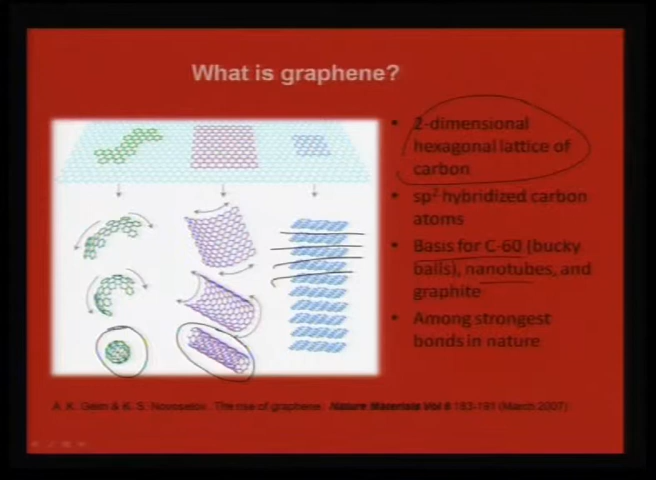 What is graphene?
• 2-dimensional
hexagonal lattice of
carbon
• sp² hybridized carbon
atoms
• Basis for C-60 (bucky
balls), nanotubes, and
graphite
• Among strongest
bonds in nature
A. K. Geim & K. S. Novoselov. The rise of graphene. Nature Materials Vol 6 183-191 (March 2007)